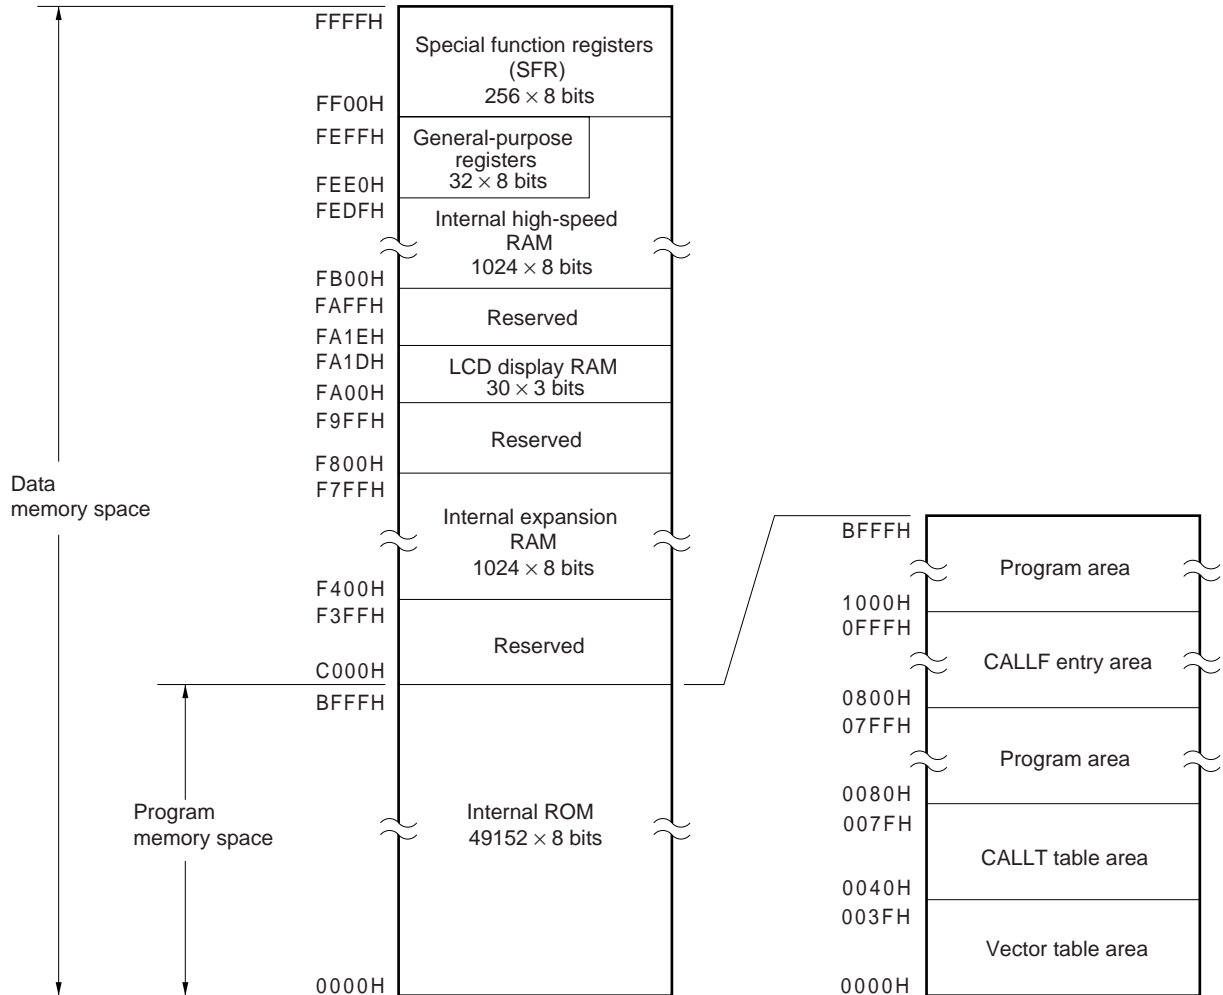 FFFFH
Special function registers
(SFR)
256 × 8 bits
FF00H
FEFFH
General-purpose
registers
32 × 8 bits
FEE0H
FEDFH
Internal high-speed
RAM
1024 × 8 bits
FB00H
FAFFH
Reserved
FA1EH
FA1DH
LCD display RAM
30 × 3 bits
FA00H
F9FFH
Reserved
F800H
F7FFH
Data
memory space
Internal expansion
RAM
1024 × 8 bits
F400H
F3FFH
Reserved
C000H
BFFFH
Program
memory space
Internal ROM
49152 × 8 bits
0000H
BFFFH
Program area
1000H
0FFFH
CALLF entry area
0800H
07FFH
Program area
0080H
007FH
CALLT table area
0040H
003FH
Vector table area
0000H